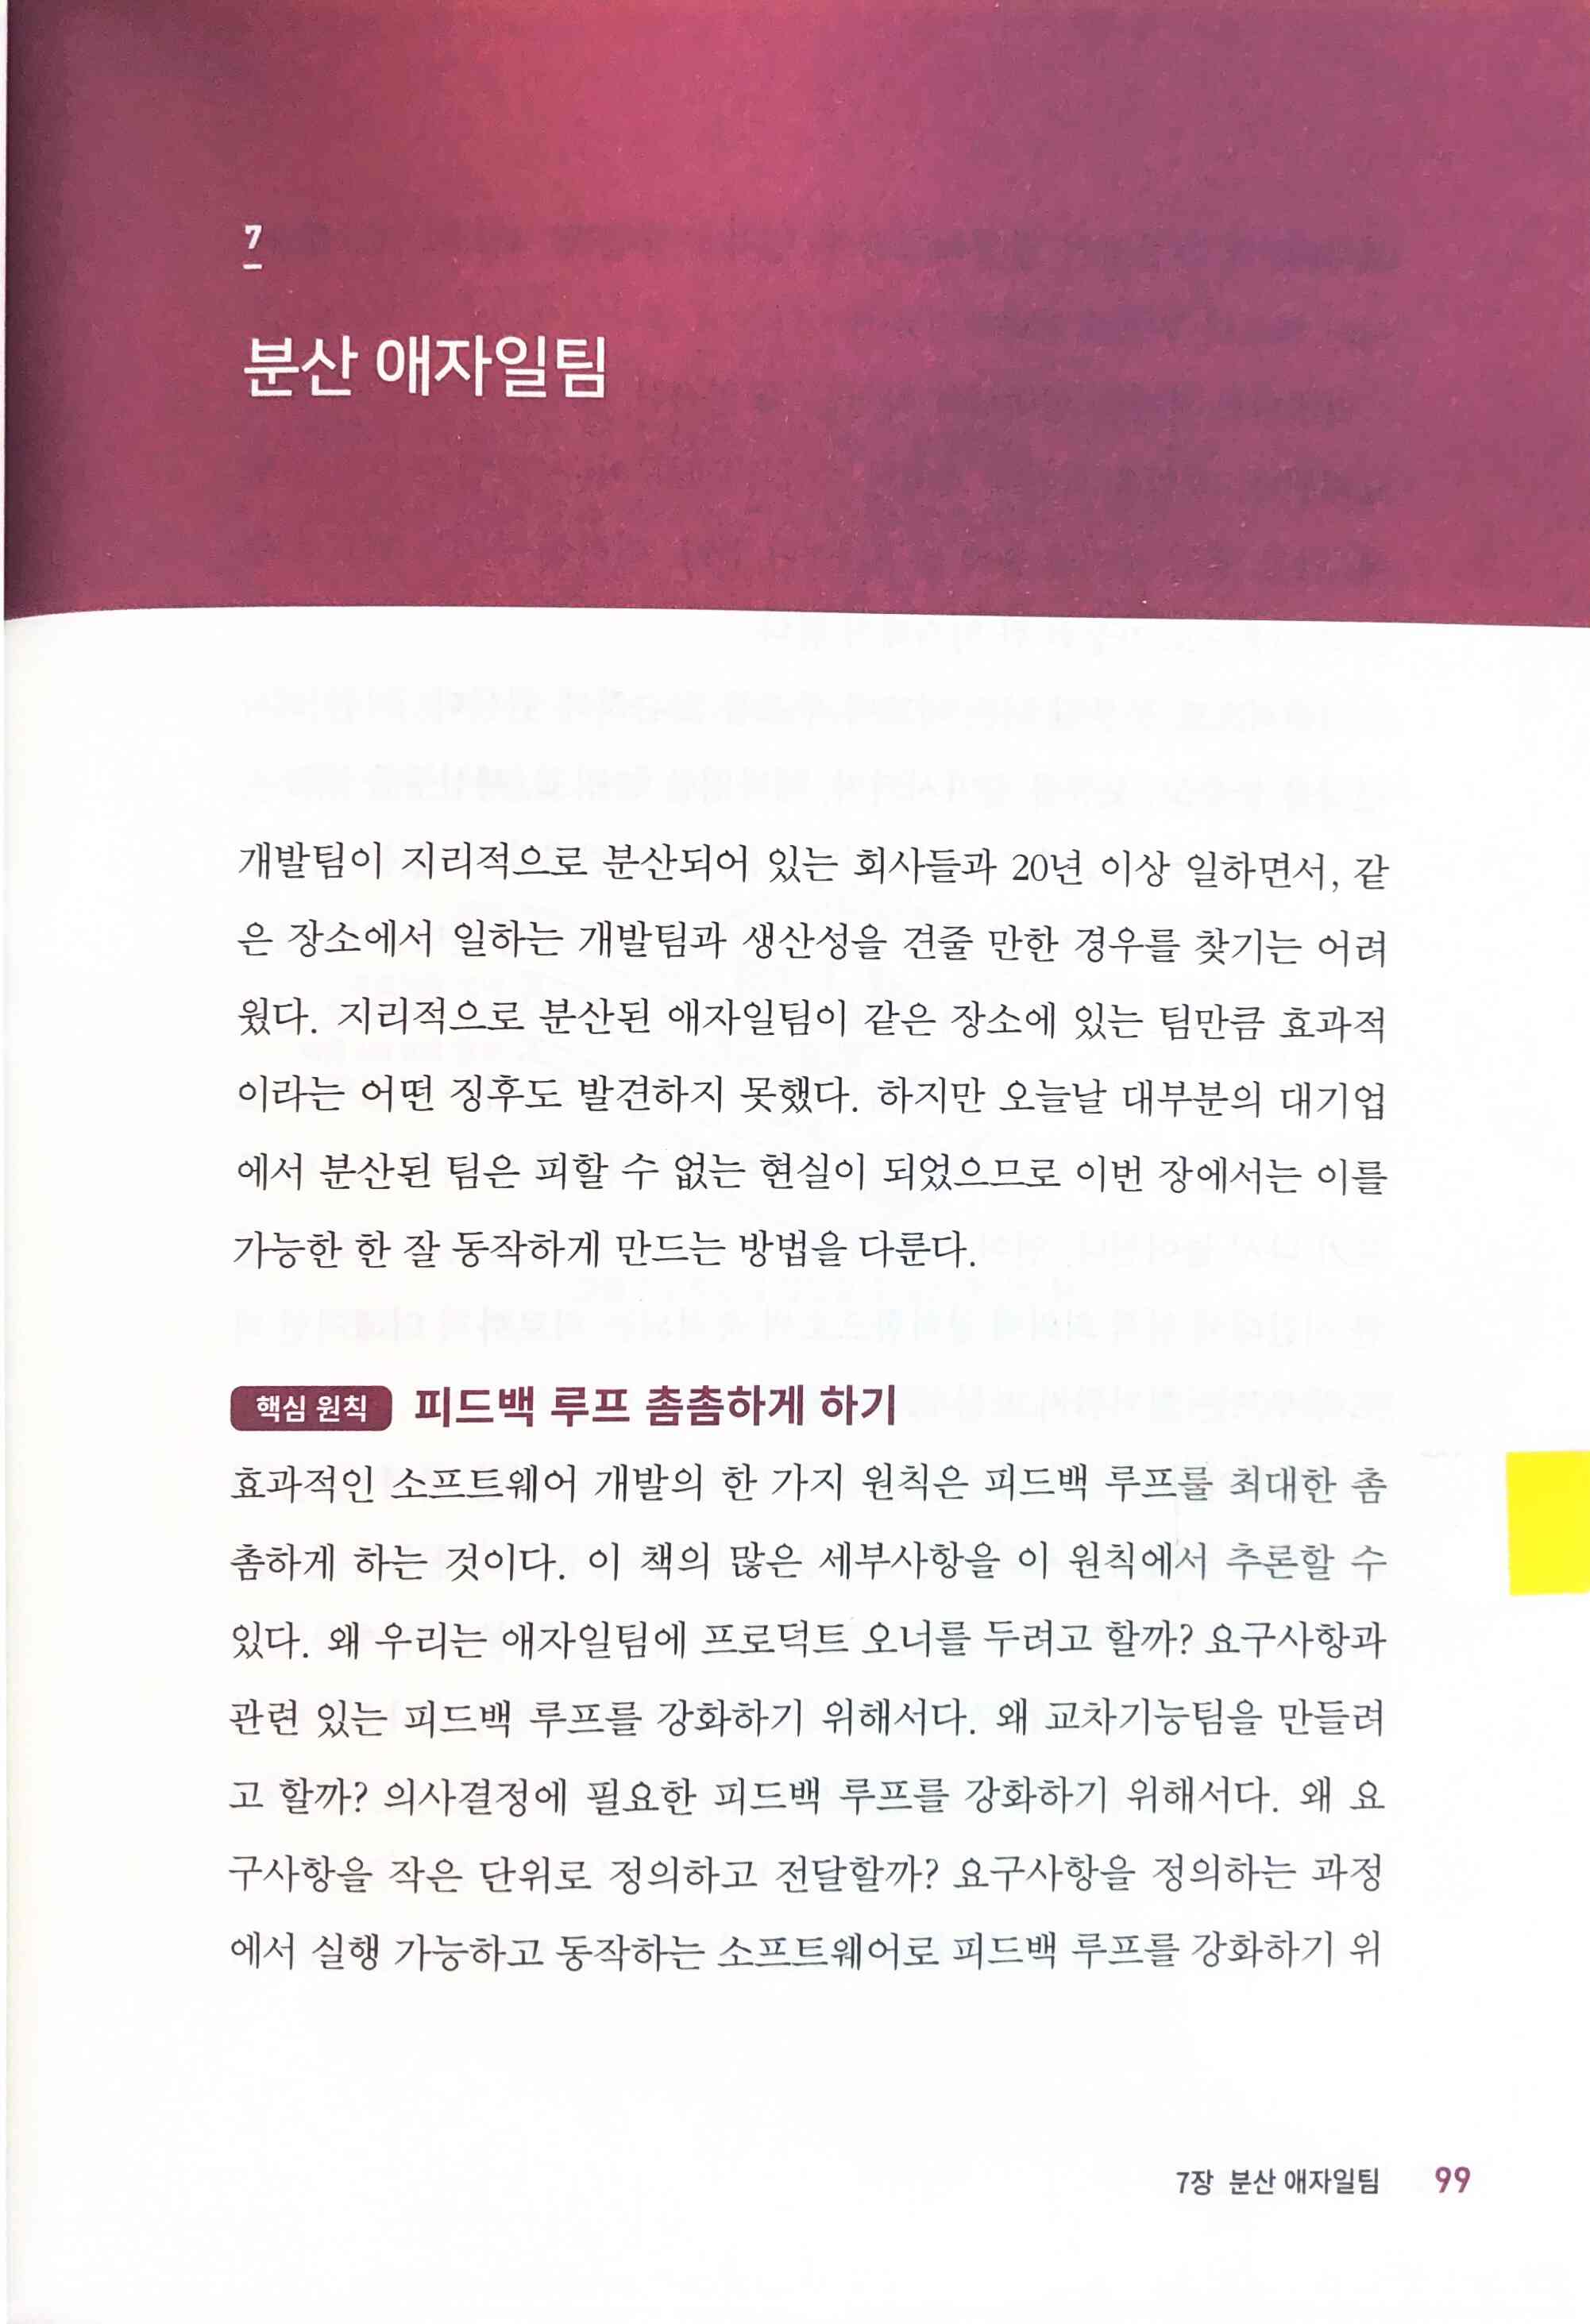 7
분산 애자일팀
개발팀이 지리적으로 분산되어 있는 회사들과 20년 이상 일하면서, 같
은 장소에서 일하는 개발팀과 생산성을 견줄 만한 경우를 찾기는 어려
웠다. 지리적으로 분산된 애자일팀이 같은 장소에 있는 팀만큼 효과적
이라는 어떤 징후도 발견하지 못했다. 하지만 오늘날 대부분의 대기업
에서 분산된 팀은 피할 수 없는 현실이 되었으므로 이번 장에서는 이를
가능한 한 잘 동작하게 만드는 방법을 다룬다.
핵심 원칙 피드백 루프 촘촘하게 하기
효과적인 소프트웨어 개발의 한 가지 원칙은 피드백 루프를 최대한 촘
촘하게 하는 것이다. 이 책의 많은 세부사항을 이 원칙에서 추론할 수
있다. 왜 우리는 애자일팀에 프로덕트 오너를 두려고 할까? 요구사항과
관련 있는 피드백 루프를 강화하기 위해서다. 왜 교차기능팀을 만들려
고 할까? 의사결정에 필요한 피드백 루프를 강화하기 위해서다. 왜 요
구사항을 작은 단위로 정의하고 전달할까? 요구사항을 정의하는 과정
에서 실행 가능하고 동작하는 소프트웨어로 피드백 루프를 강화하기 위
7장 분산 애자일팀 99